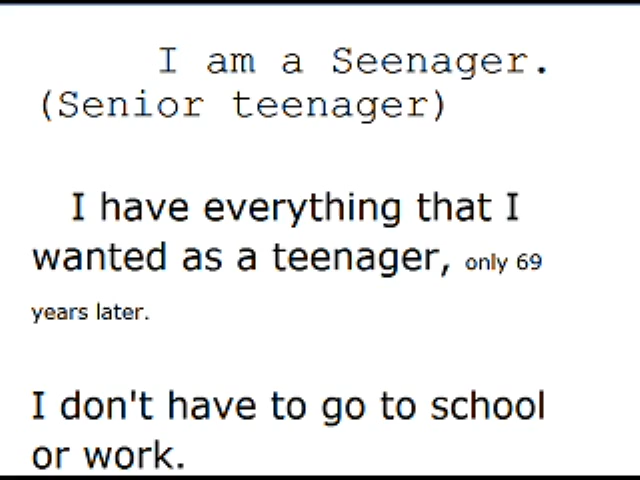 I am a Seenager.
(Senior teenager)
I have everything that I
wanted as a teenager, only 69
years later.
I don't have to go to school
or work.